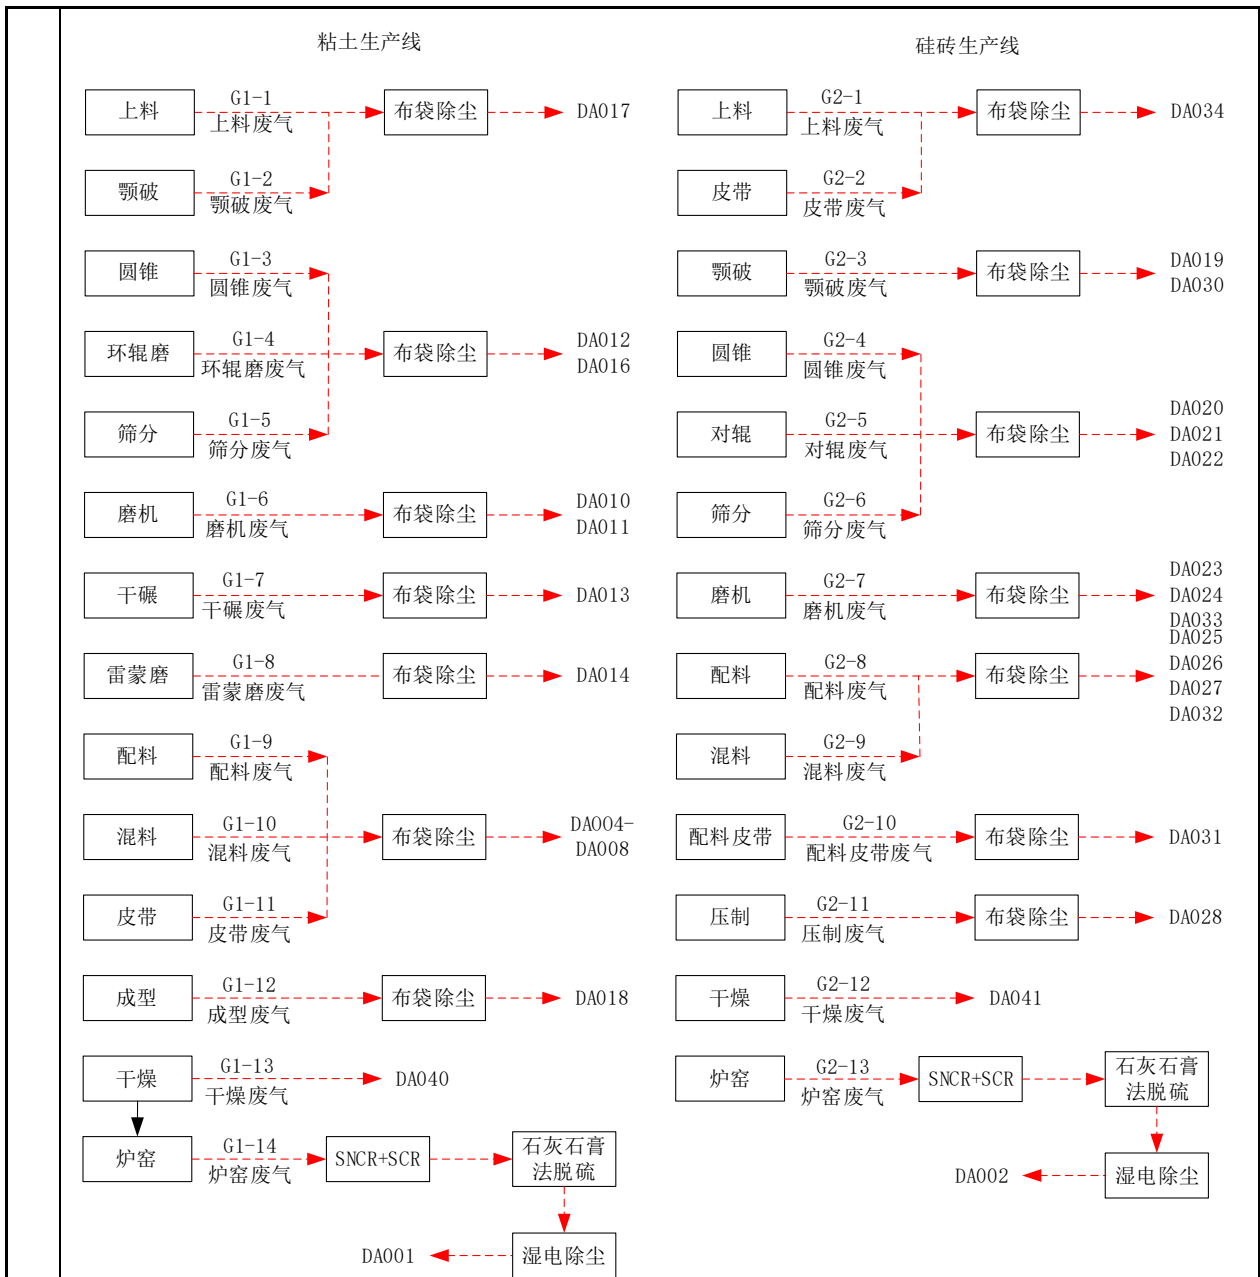 粘土生产线
上料
G1-1
上料废气
布袋除尘
DA017
颚破
G1-2
颚破废气
圆锥
G1-3
圆锥废气
环辊磨
G1-4
环辊磨废气
布袋除尘
DA012
DA016
筛分
G1-5
筛分废气
磨机
G1-6
磨机废气
布袋除尘
DA010
DA011
干碾
G1-7
干碾废气
布袋除尘
DA013
雷蒙磨
G1-8
雷蒙磨废气
布袋除尘
DA014
配料
G1-9
配料废气
混料
G1-10
混料废气
布袋除尘
DA004-
DA008
皮带
G1-11
皮带废气
成型
G1-12
成型废气
布袋除尘
DA018
干燥
G1-13
干燥废气
DA040
炉窑
G1-14
炉窑废气
SNCR+SCR
石灰石膏
法脱硫
湿电除尘
DA001
硅砖生产线
上料
G2-1
上料废气
布袋除尘
DA034
皮带
G2-2
皮带废气
颚破
G2-3
颚破废气
布袋除尘
DA019
DA030
圆锥
G2-4
圆锥废气
对辊
G2-5
对辊废气
布袋除尘
DA020
DA021
DA022
筛分
G2-6
筛分废气
磨机
G2-7
磨机废气
布袋除尘
DA023
DA024
DA033
配料
G2-8
配料废气
布袋除尘
DA025
DA026
DA027
DA032
混料
G2-9
混料废气
配料皮带
G2-10
配料皮带废气
布袋除尘
DA031
压制
G2-11
压制废气
布袋除尘
DA028
干燥
G2-12
干燥废气
DA041
炉窑
G2-13
炉窑废气
SNCR+SCR
石灰石膏
法脱硫
湿电除尘
DA002